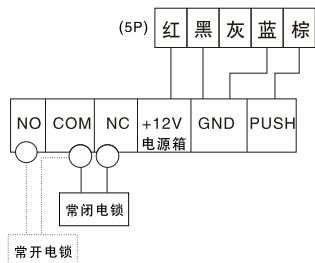 (5P) 红 黑 灰 蓝 棕
NO COM NC +12V GND PUSH
电源箱
常闭电锁
常开电锁